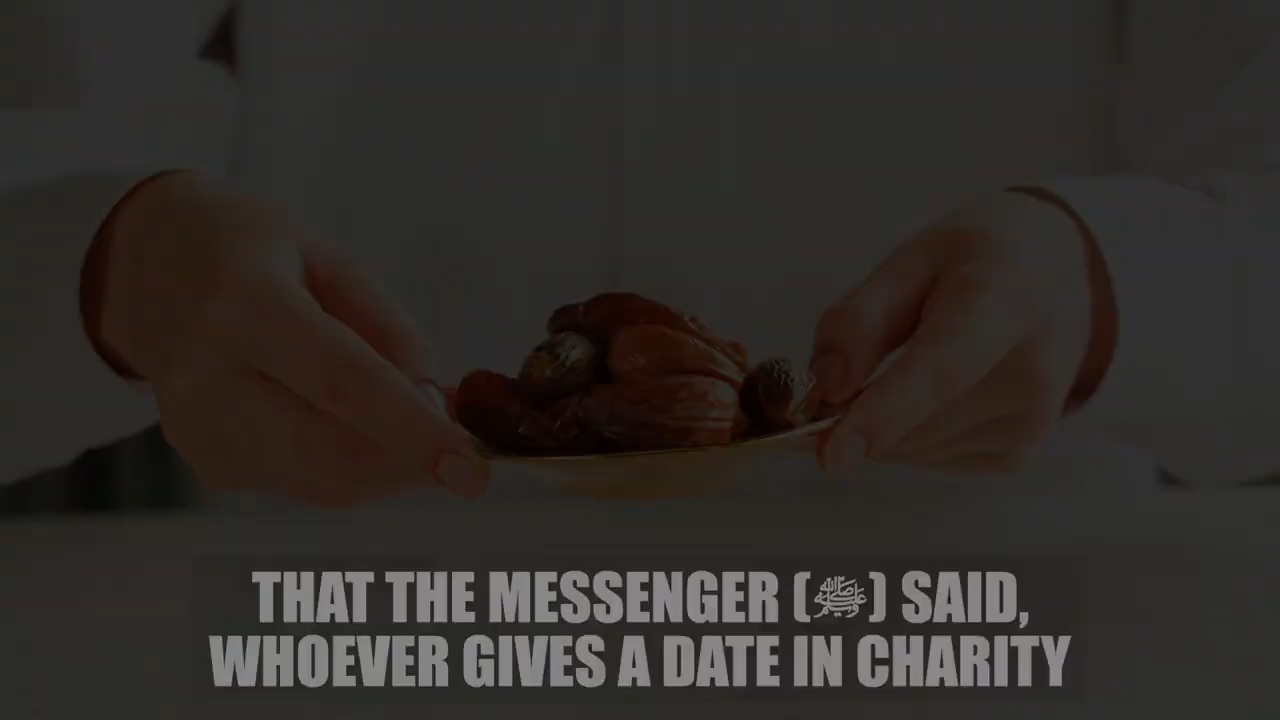 THAT THE MESSENGER (ﷺ) SAID,
WHOEVER GIVES A DATE IN CHARITY